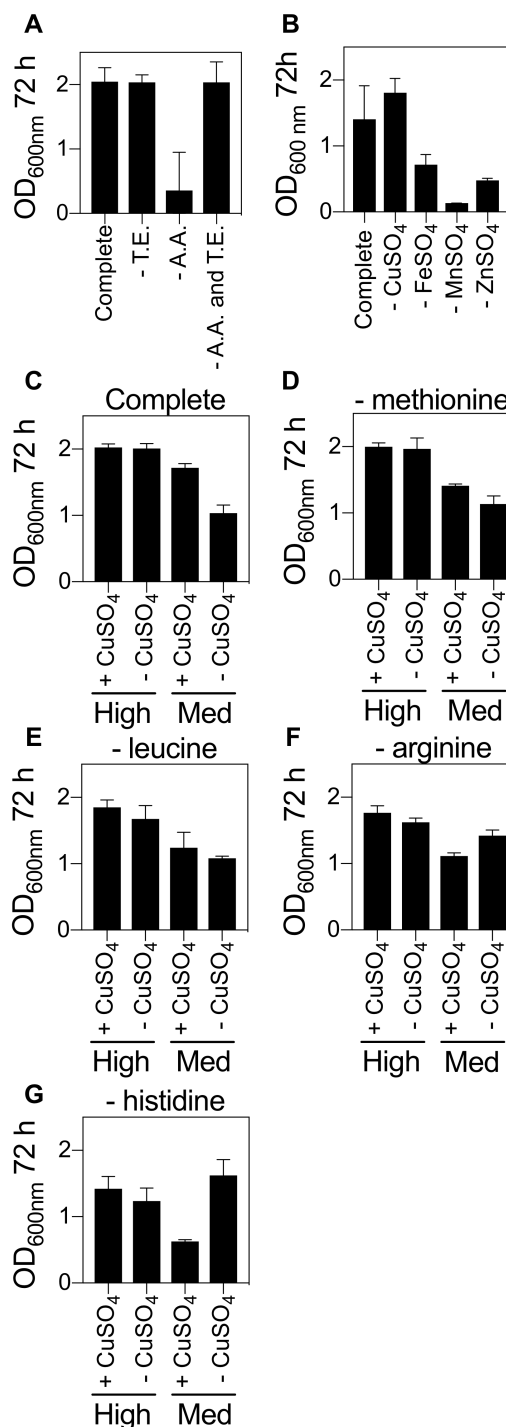 A
OD600nm 72 h
2
1
0
Complete
- T.E.
- A.A.
- A.A. and T.E.
B
OD600 nm 72h
2
1
0
Complete
- CuSO4
- FeSO4
- MnSO4
- ZnSO4
C
Complete
OD600nm 72 h
2
1
0
+ CuSO4
- CuSO4
+ CuSO4
- CuSO4
High
Med
D
- methionine
OD600nm 72 h
2
1
0
+ CuSO4
- CuSO4
+ CuSO4
- CuSO4
High
Med
E
- leucine
OD600nm 72 h
2
1
0
+ CuSO4
- CuSO4
+ CuSO4
- CuSO4
High
Med
F
- arginine
OD600nm 72 h
2
1
0
+ CuSO4
- CuSO4
+ CuSO4
- CuSO4
High
Med
G
- histidine
OD600nm 72 h
2
1
0
+ CuSO4
- CuSO4
+ CuSO4
- CuSO4
High
Med